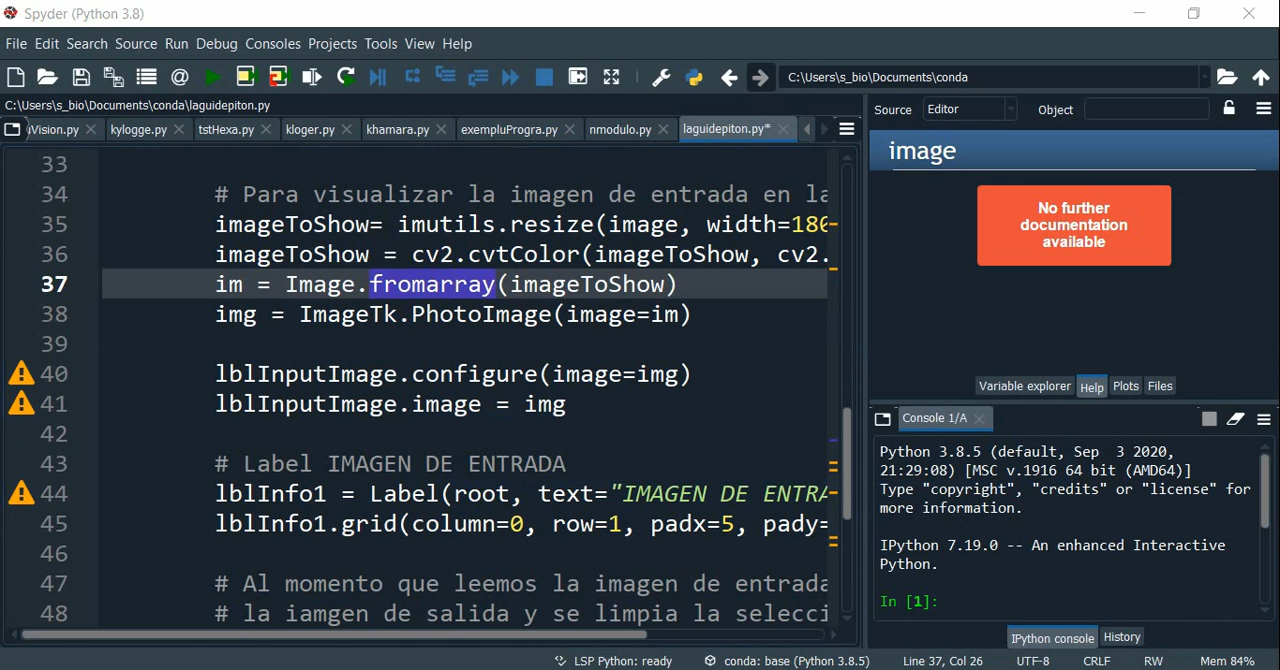 Spyder (Python 3.8)
File Edit Search Source Run Debug Consoles Projects Tools View Help
C:\Users\s_bio\Documents\conda
C:\Users\s_bio\Documents\conda\laguidepiton.py
Vision.py kylogge.py tstHexa.py kloger.py khamara.py exempluProgra.py nmodulo.py laguidepiton.py*
33
34 # Para visualizar la imagen de entrada en la
35 imageToShow= imutils.resize(image, width=180
36 imageToShow = cv2.cvtColor(imageToShow, cv2.
37 im = Image.fromarray(imageToShow)
38 img = ImageTk.PhotoImage(image=im)
39
40 lblInputImage.configure(image=img)
41 lblInputImage.image = img
42
43 # Label IMAGEN DE ENTRADA
44 lblInfo1 = Label(root, text="IMAGEN DE ENTRA
45 lblInfo1.grid(column=0, row=1, padx=5, pady=
46
47 # Al momento que leemos la imagen de entrada
48 # la iamgen de salida y se limpia la selecci
Source Editor Object
image
No further
documentation
available
Variable explorer Help Plots Files
Console 1/A
Python 3.8.5 (default, Sep 3 2020,
21:29:08) [MSC v.1916 64 bit (AMD64)]
Type "copyright", "credits" or "license" for
more information.
IPython 7.19.0 -- An enhanced Interactive
Python.
In [1]:
IPython console History
LSP Python: ready conda: base (Python 3.8.5) Line 37, Col 26 UTF-8 CRLF RW Mem 84%